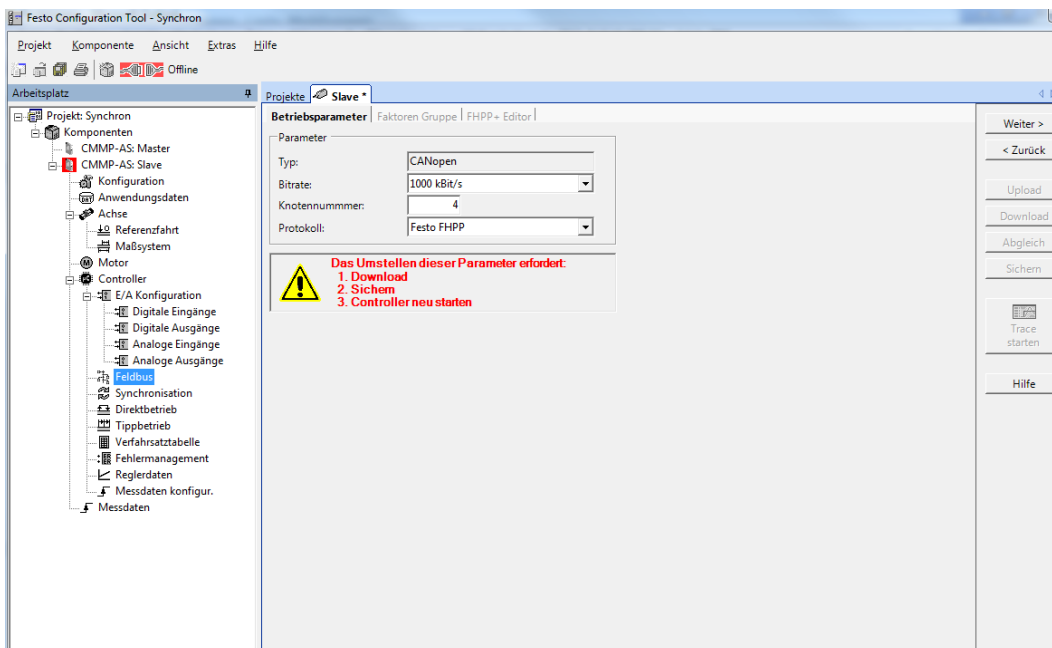 Festo Configuration Tool - Synchron
Projekt Komponente Ansicht Extras Hilfe
Offline
Arbeitsplatz
Projekt: Synchron
Komponenten
CMMP-AS: Master
CMMP-AS: Slave
Konfiguration
Anwendungsdaten
Achse
Referenzfahrt
Maßsystem
Motor
Controller
E/A Konfiguration
Digitale Eingänge
Digitale Ausgänge
Analoge Eingänge
Analoge Ausgänge
Feldbus
Synchronisation
Direktbetrieb
Tippbetrieb
Verfahrsatztabelle
Fehlermanagement
Reglerdaten
Messdaten konfigur.
Messdaten
Projekte Slave *
Betriebsparameter Faktoren Gruppe FHPP+ Editor
Parameter
Typ: CANopen
Bitrate: 1000 kBit/s
Knotennummmer: 4
Protokoll: Festo FHPP
Das Umstellen dieser Parameter erfordert:
1. Download
2. Sichern
3. Controller neu starten
Weiter >
< Zurück
Upload
Download
Abgleich
Sichern
Trace
starten
Hilfe